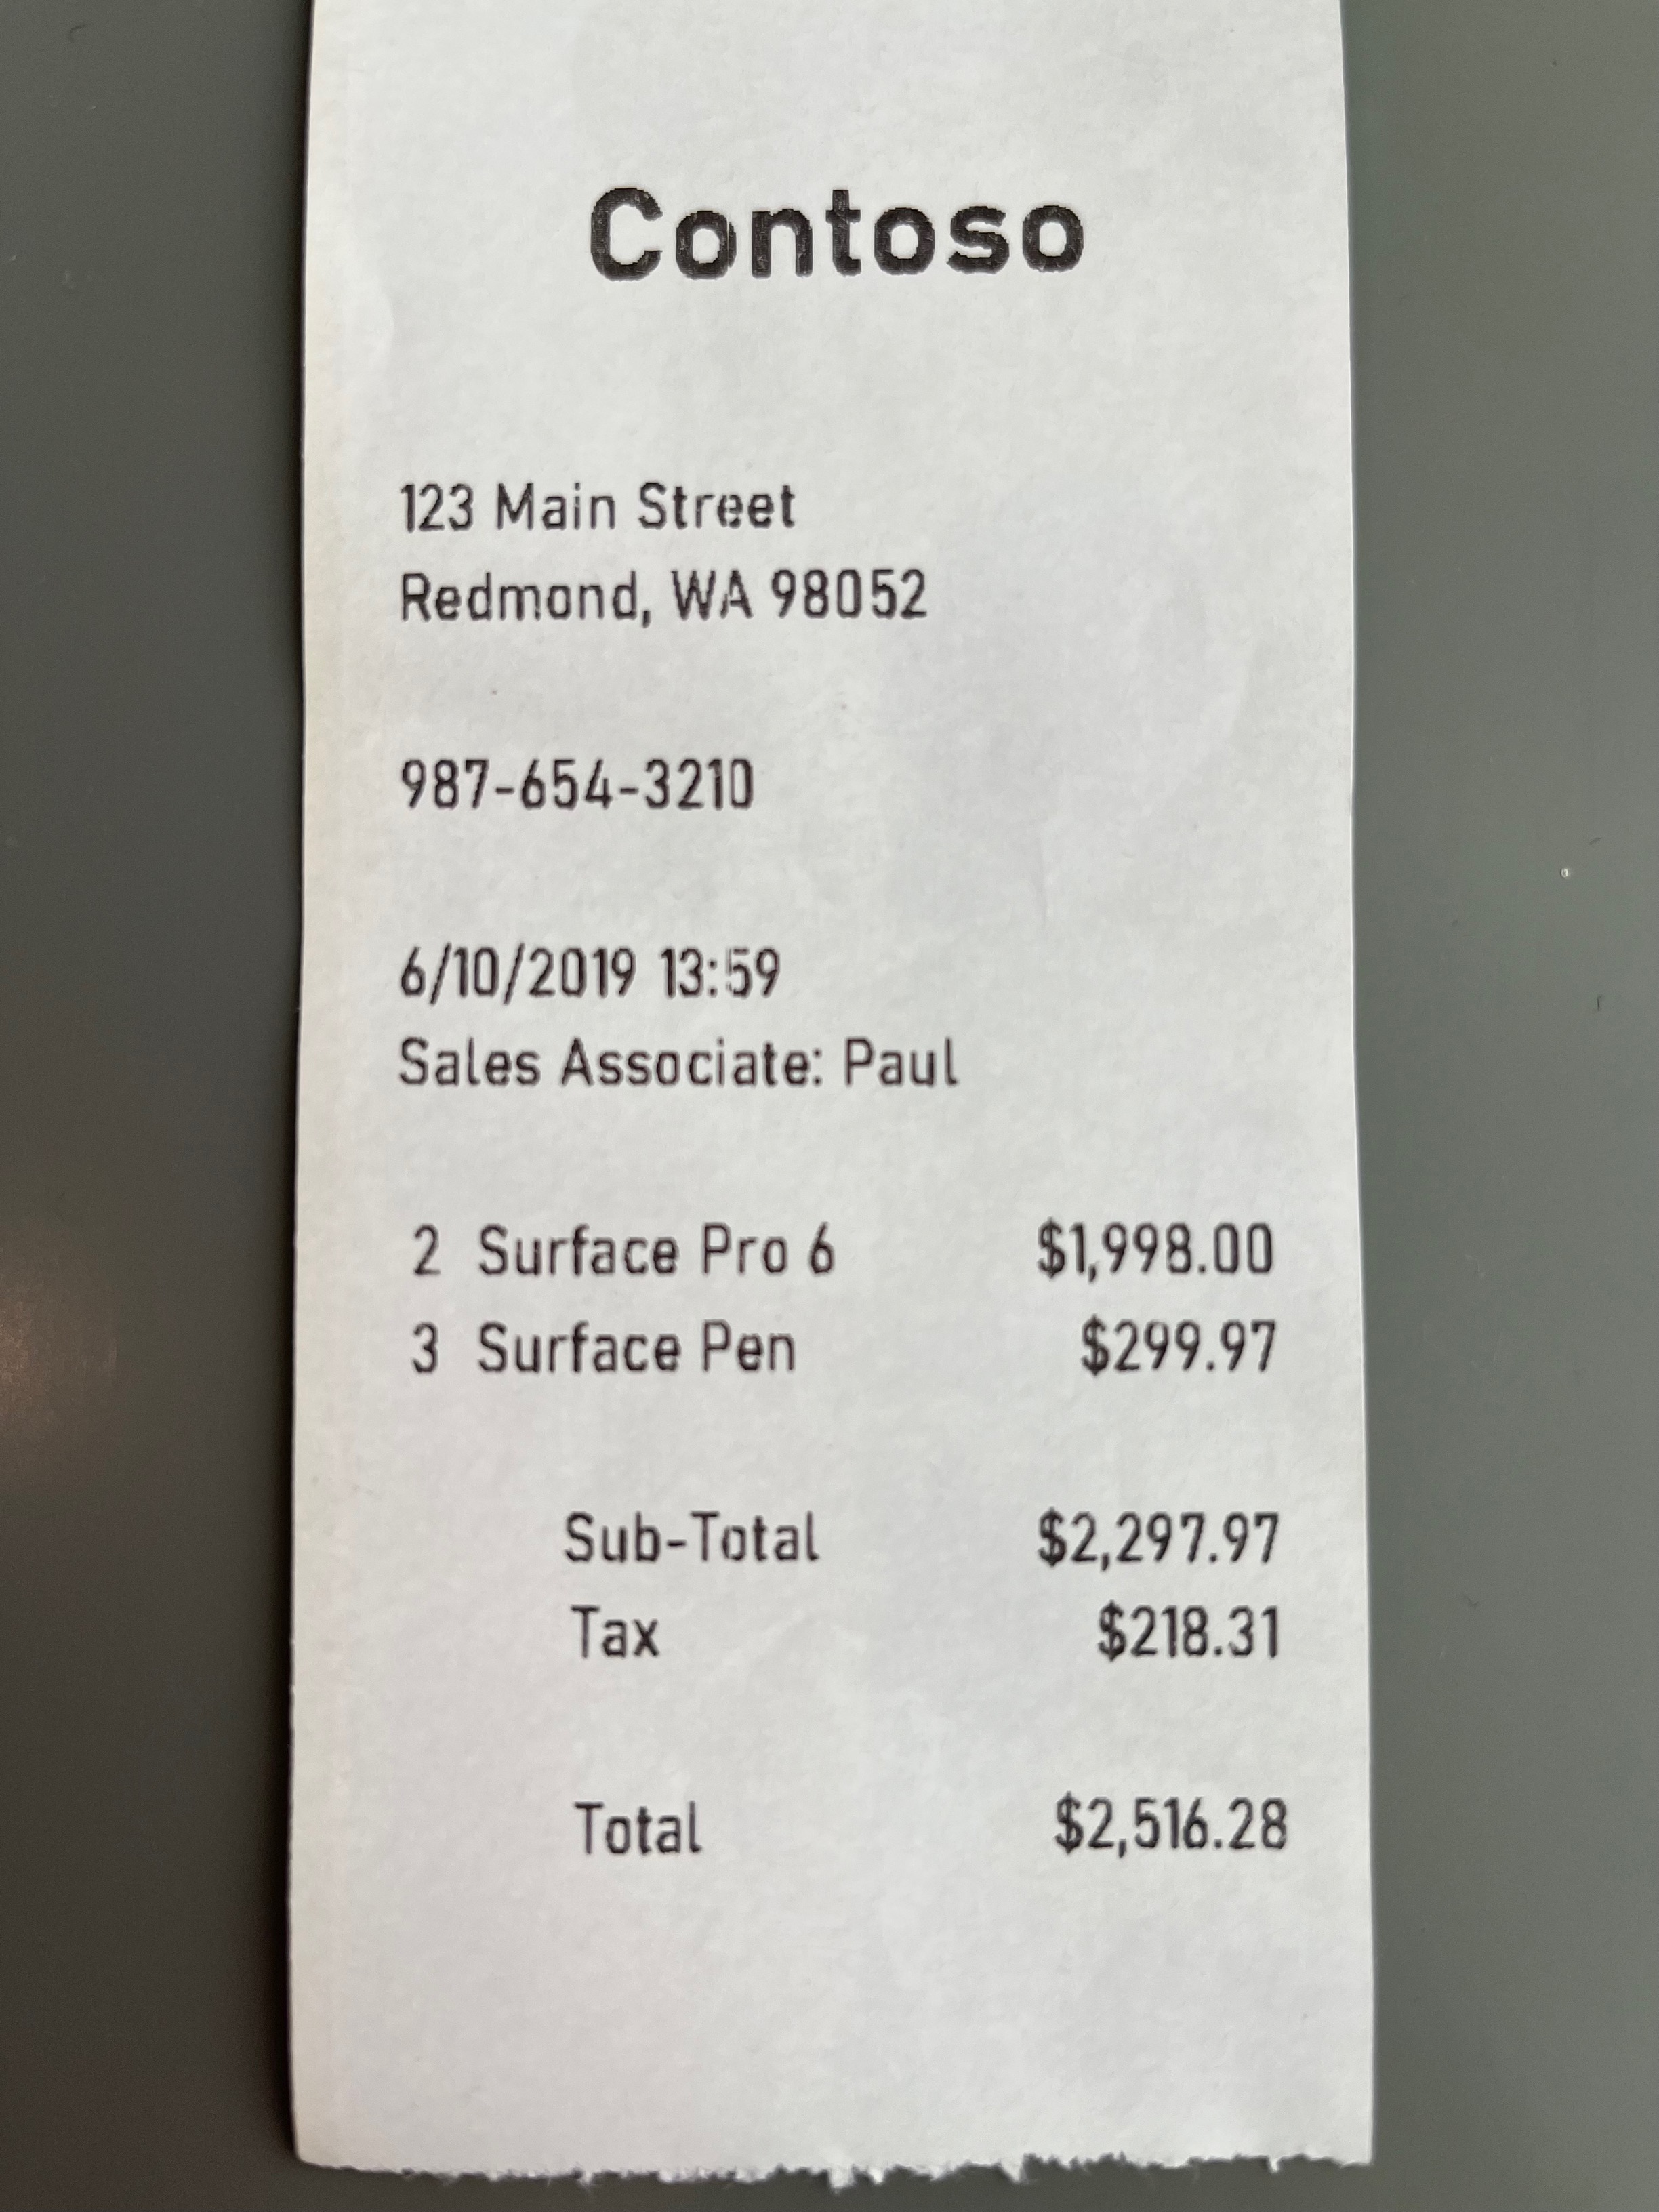 Contoso
123 Main Street
Redmond, WA 98052
987-654-3210
6/10/2019 13:59
Sales Associate: Paul
2 Surface Pro 6 $1,998.00
3 Surface Pen $299.97
Sub-Total $2,297.97
Tax $218.31
Total $2,516.28